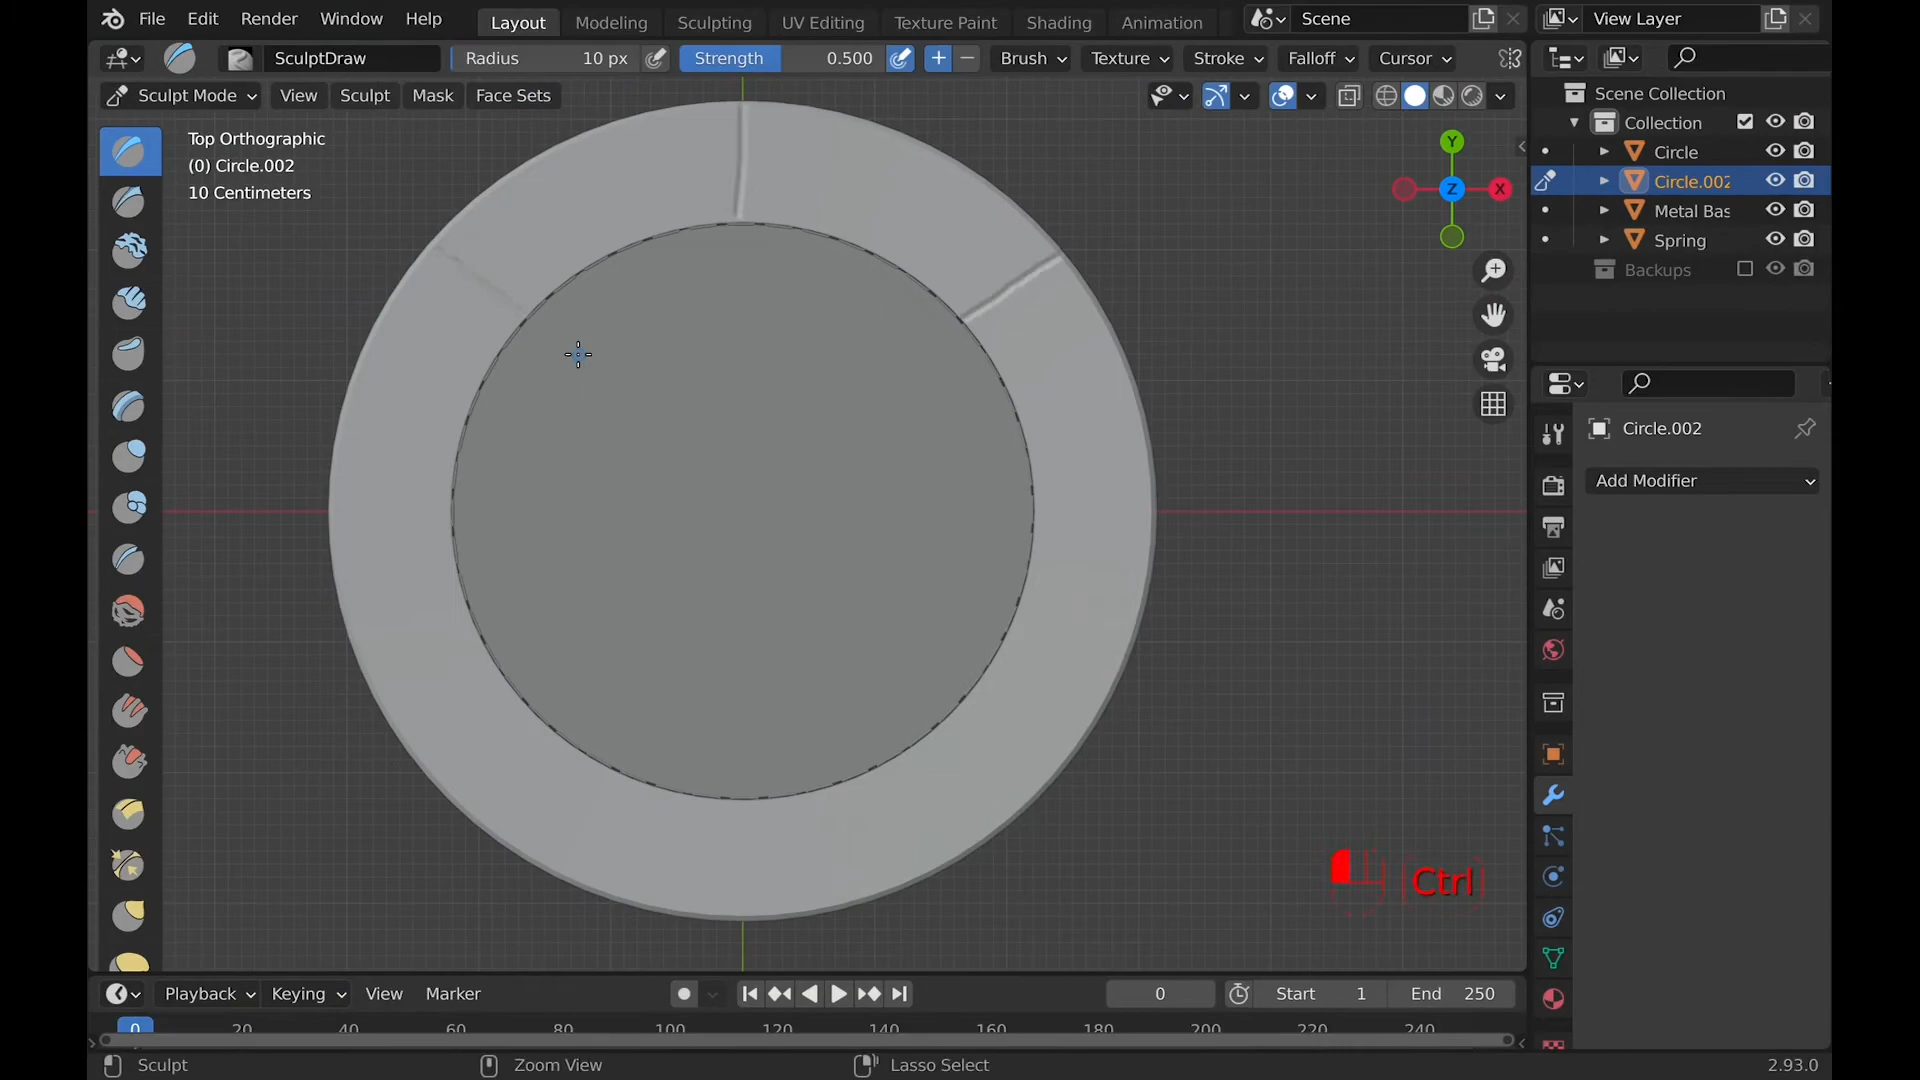 File Edit Render Window Help Layout Modeling Sculpting UV Editing Texture Paint Shading Animation Scene View Layer
SculptDraw Radius 10 px Strength 0.500 Brush Texture Stroke Falloff Cursor
Sculpt Mode View Sculpt Mask Face Sets
Scene Collection
Collection
Circle
Circle.002
Metal Bas
Spring
Backups
Top Orthographic
(0) Circle.002
10 Centimeters
Y
Z X
Circle.002
Add Modifier
Ctrl
Playback Keying View Marker 0 Start 1 End 250
0 20 40 60 80 100 120 140 160 180 200 220 240
Sculpt Zoom View Lasso Select 2.93.0